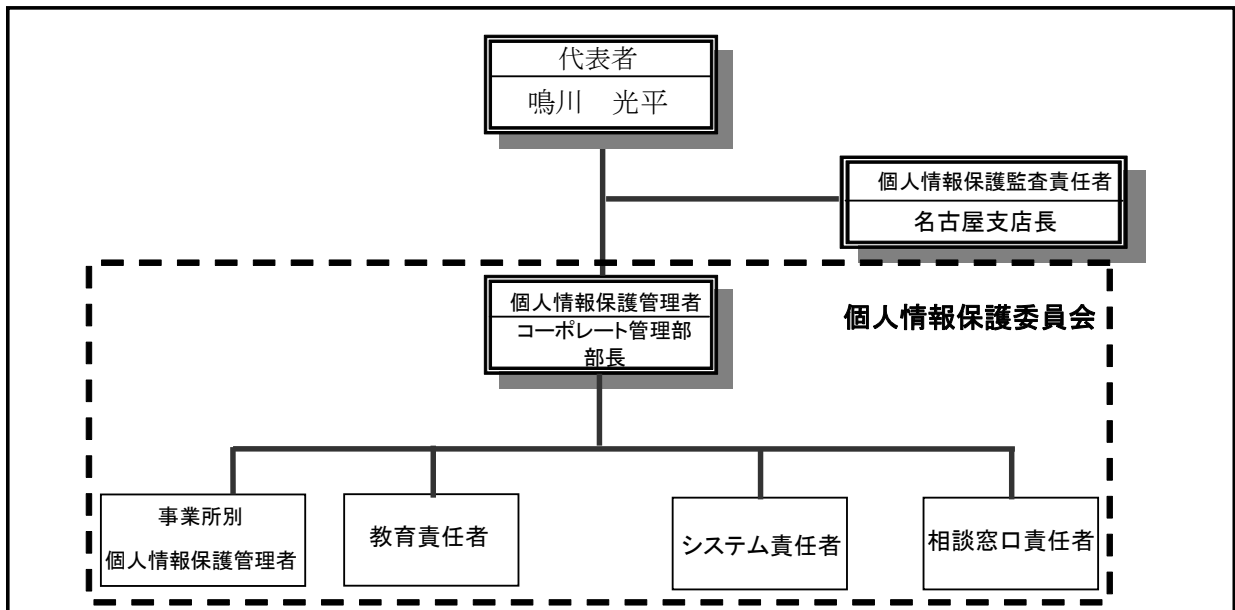 代表者
鳴川　光平
個人情報保護監査責任者
名古屋支店長
個人情報保護管理者
コーポレート管理部
部長
個人情報保護委員会
事業所別
個人情報保護管理者
教育責任者
システム責任者
相談窓口責任者